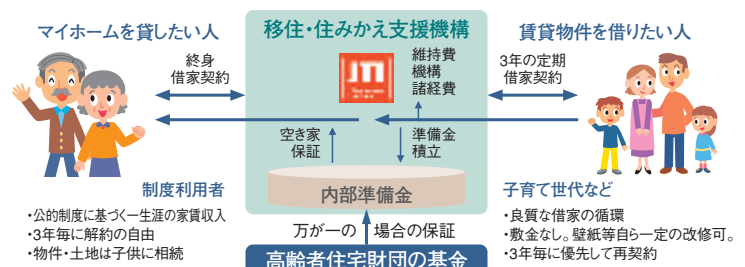 マイホームを貸したい人
移住・住みかえ支援機構
賃貸物件を借りたい人
終身
借家契約
JTI
維持費
機構
諸経費
3年の定期
借家契約
空き家
保証
準備金
積立
内部準備金
制度利用者
・公的制度に基づく一生涯の家賃収入
・3年毎に解約の自由
・物件・土地は子供に相続
子育て世代など
・良質な借家の循環
・敷金なし。壁紙等自ら一定の改修可。
・3年毎に優先して再契約
万が一の 場合の保証
高齢者住宅財団の基金